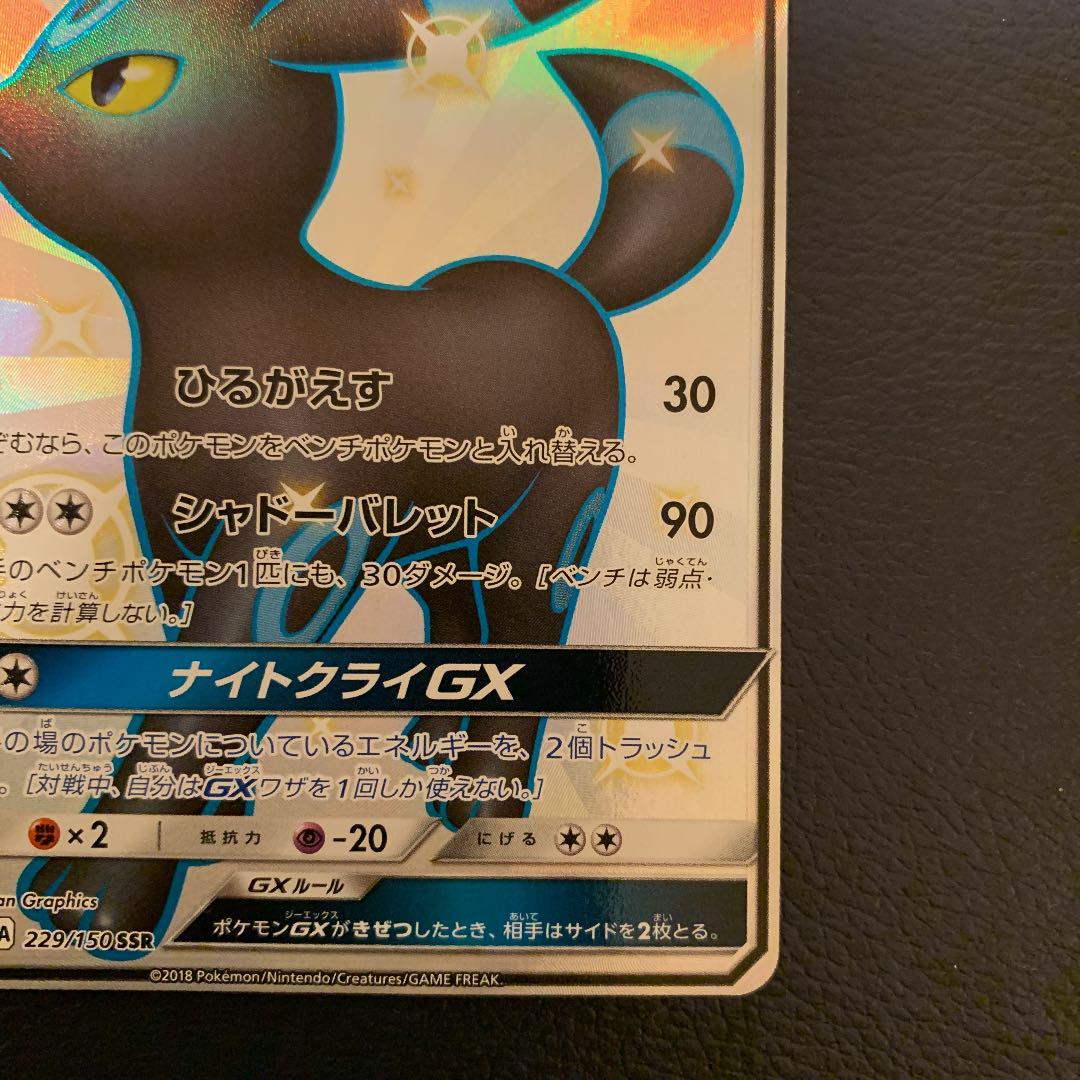 ひるがえす 30
ぞむなら、このポケモンをベンチポケモンと入れ替える。
シャドーバレット 90
手のベンチポケモン1匹にも、30ダメージ。[ベンチは弱点・
力を計算しない。]
ナイトクライGX
の場のポケモンについているエネルギーを、2個トラッシュ
。[対戦中、自分はGXワザを1回しか使えない。]
×2 抵抗力 -20 にげる
GXルール
an Graphics
ポケモンGXがきぜつしたとき、相手はサイドを2枚とる。
A 229/150 SSR
©2018 Pokémon/Nintendo/Creatures/GAME FREAK.